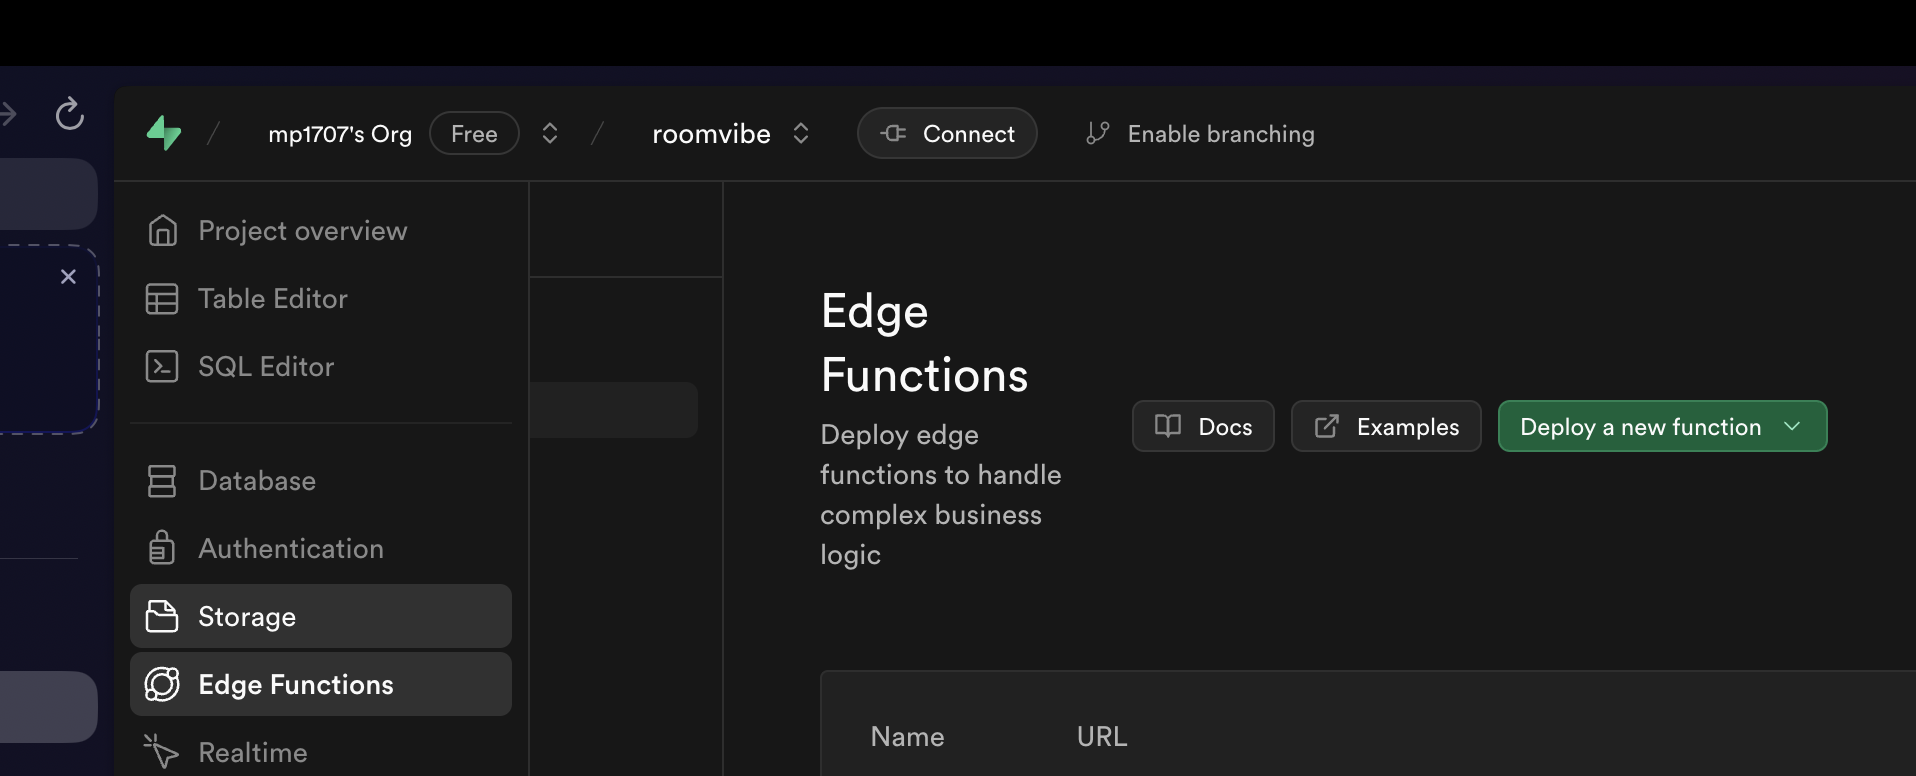 mp1707's Org Free roomvibe Connect Enable branching
Project overview
Table Editor
SQL Editor
Database
Authentication
Storage
Edge Functions
Realtime
Edge
Functions
Deploy edge
functions to handle
complex business
logic
Docs Examples Deploy a new function
Name URL